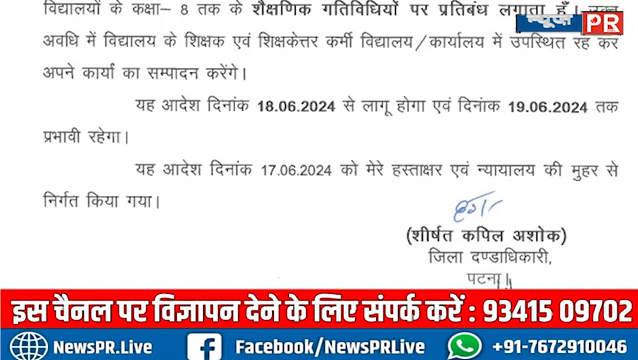 विद्यालयों के कक्षा– 8 तक के शैक्षणिक गतिविधियों पर प्रतिबंध लगाता हूँ। उक्त
न्यूज PR
अवधि में विद्यालय के शिक्षक एवं शिक्षकेत्तर कर्मी विद्यालय/कार्यालय में उपस्थित रह कर
अपने कार्यों का सम्पादन करेंगे।
यह आदेश दिनांक 18.06.2024 से लागू होगा एवं दिनांक 19.06.2024 तक
प्रभावी रहेगा।
यह आदेश दिनांक 17.06.2024 को मेरे हस्ताक्षर एवं न्यायालय की मुहर से
निर्गत किया गया।
(शीर्षत कपिल अशोक)
जिला दण्डाधिकारी,
पटना
इस चैनल पर विज्ञापन देने के लिए संपर्क करें : 93415 09702
NewsPR.Live Facebook/NewsPRLive +91-7672910046